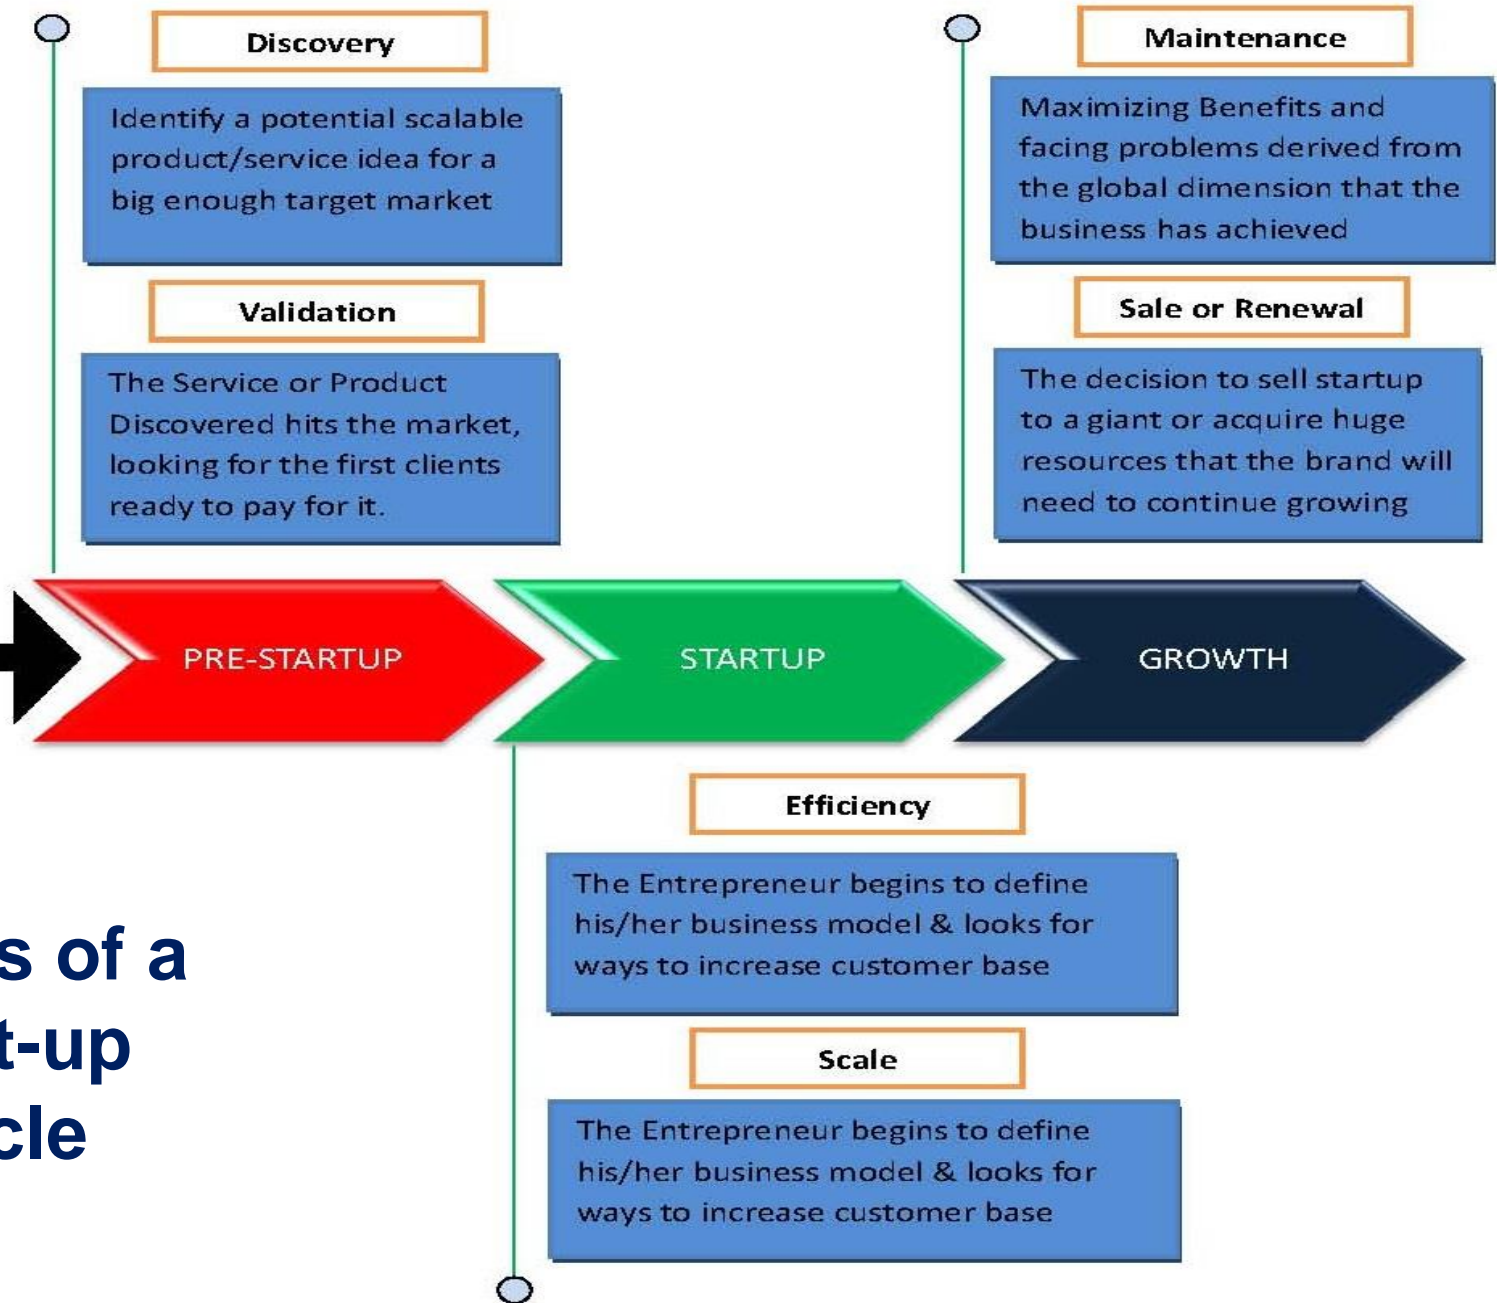 Discovery
Identify a potential scalable
product/service idea for a
big enough target market
Validation
The Service or Product
Discovered hits the market,
looking for the first clients
ready to pay for it.
Maintenance
Maximizing Benefits and
facing problems derived from
the global dimension that the
business has achieved
Sale or Renewal
The decision to sell startup
to a giant or acquire huge
resources that the brand will
need to continue growing
PRE-STARTUP
STARTUP
GROWTH
Efficiency
The Entrepreneur begins to define
his/her business model & looks for
ways to increase customer base
Scale
The Entrepreneur begins to define
his/her business model & looks for
ways to increase customer base
s of a
t-up
cle